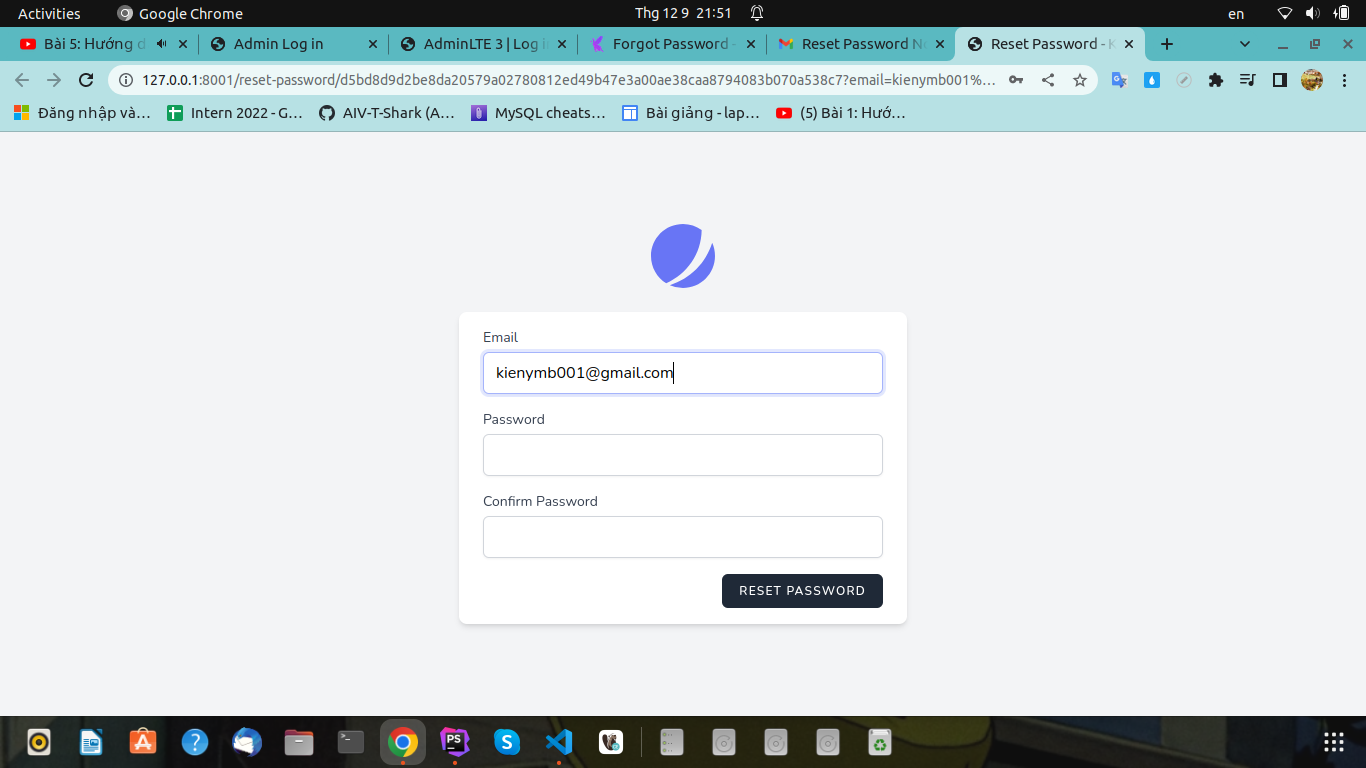 Activities Google Chrome Thg 12 9 21:51 en
Bài 5: Hướng d Admin Log in AdminLTE 3 | Log in Forgot Password - Reset Password No Reset Password - K
127.0.0.1:8001/reset-password/d5bd8d9d2be8da20579a02780812ed49b47e3a00ae38caa8794083b070a538c7?email=kienymb001%...
Đăng nhập và... Intern 2022 - G... AIV-T-Shark (A... MySQL cheats... Bài giảng - lap... (5) Bài 1: Hướ...
Email
kienymb001@gmail.com
Password
Confirm Password
RESET PASSWORD